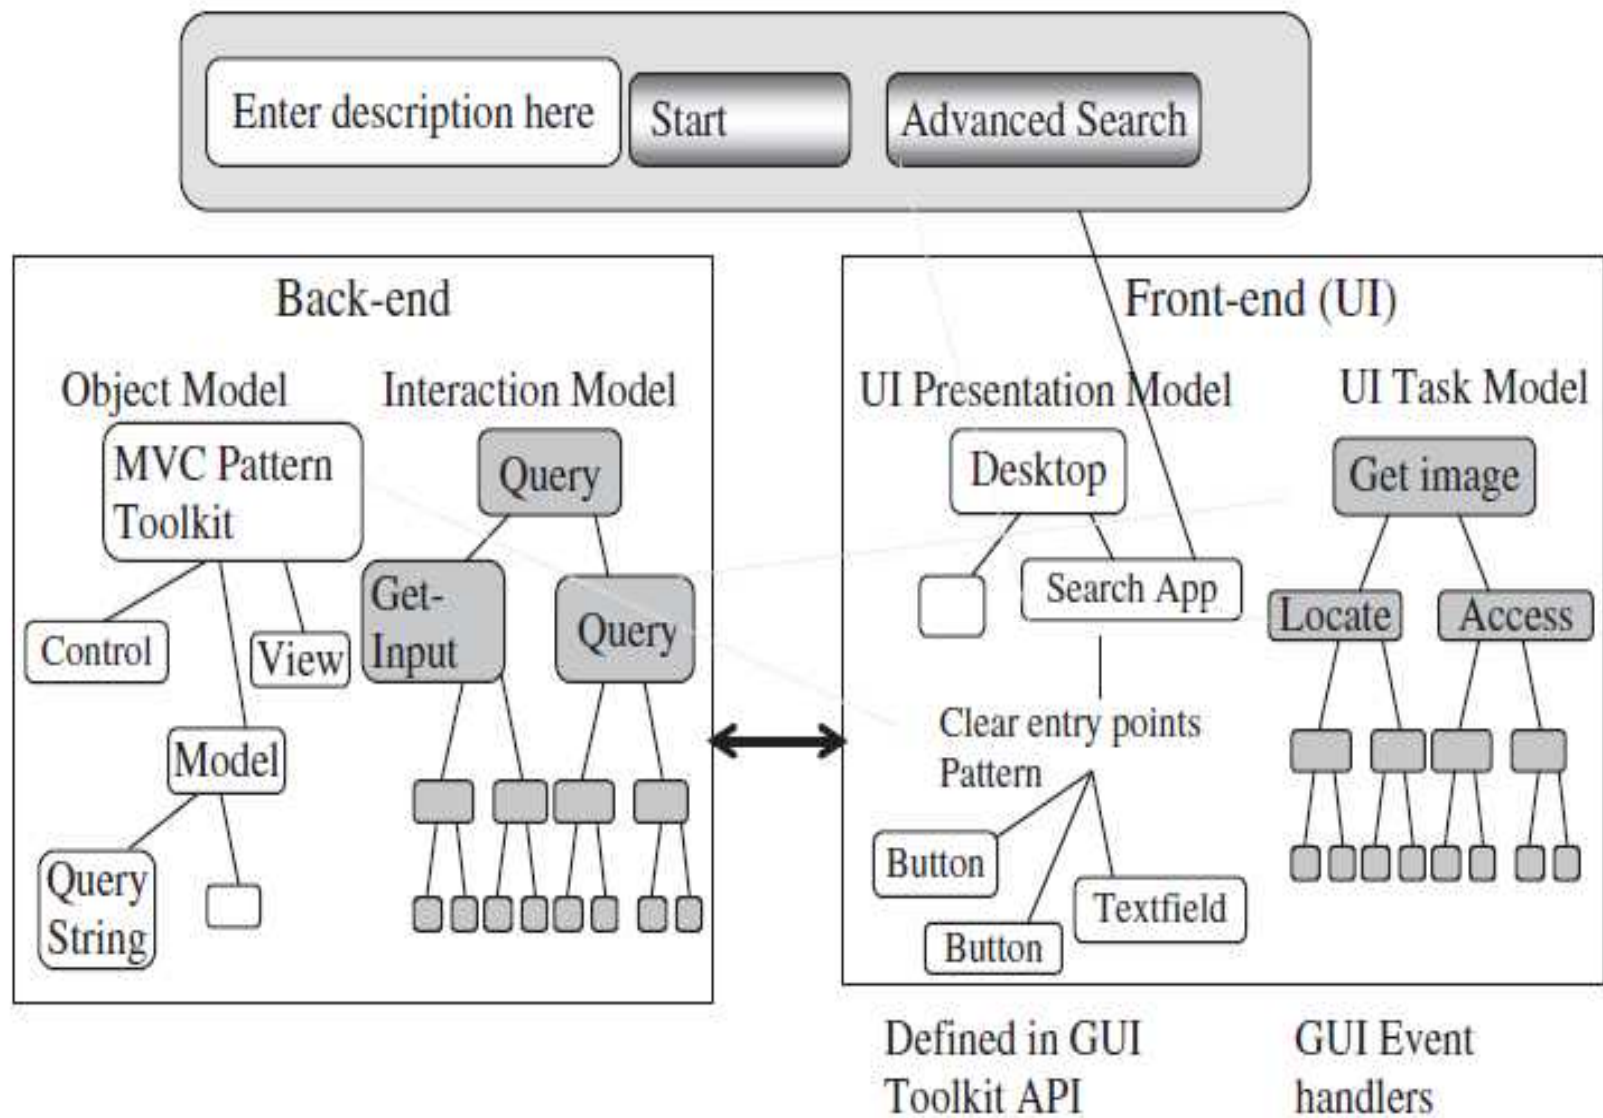 Enter description here
Start
Advanced Search
Back-end
Object Model
Interaction Model
MVC Pattern
Toolkit
Query
Get-
Input
Query
Control
View
Model
Query
String
Front-end (UI)
UI Presentation Model
UI Task Model
Desktop
Get image
Search App
Locate
Access
Clear entry points
Pattern
Button
Button
Textfield
Defined in GUI
Toolkit API
GUI Event
handlers